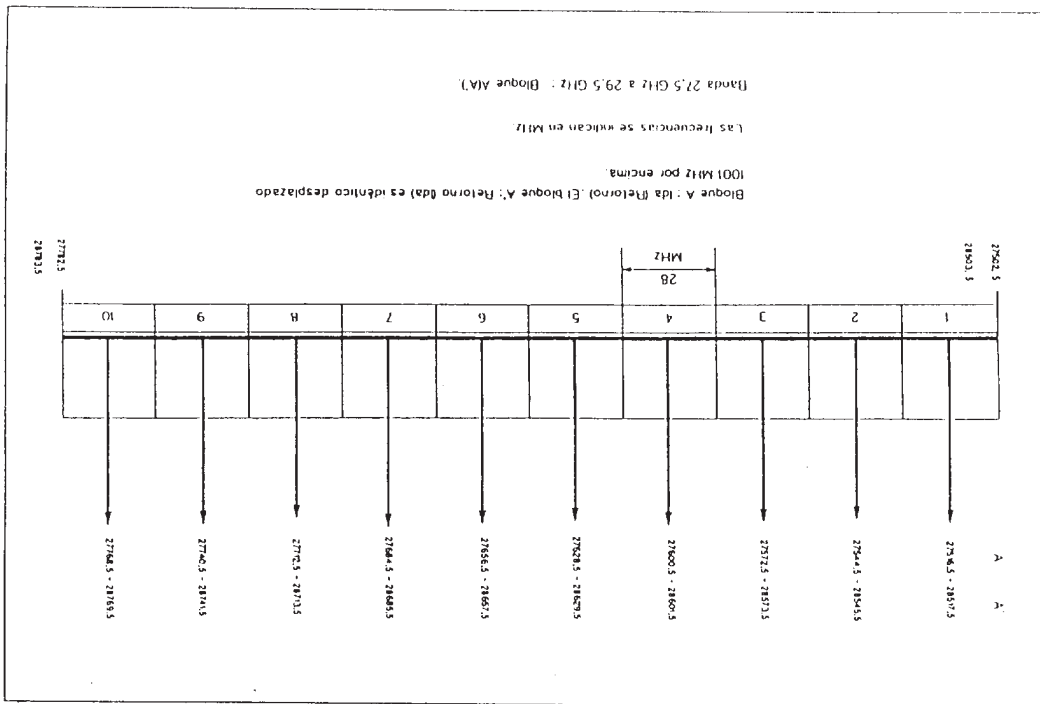 A'
A
27516,5 - 28517,5
27544,5 - 28545,5
27572,5 - 28573,5
27600,5 - 28601,5
27628,5 - 28629,5
27656,5 - 28657,5
27684,5 - 28685,5
27712,5 - 28713,5
27740,5 - 28741,5
27768,5 - 28769,5
1 2 3 4 5 6 7 8 9 10
28
MHz
27502,5
28503,5
27782,5
28783,5
Bloque A : Ida (Retorno). El bloque A': Retorno (Ida) es idéntico desplazado
1001 MHz por encima.
Las frecuencias se indican en MHz
Banda 27,5 GHz a 29,5 GHz : Bloque A(A').